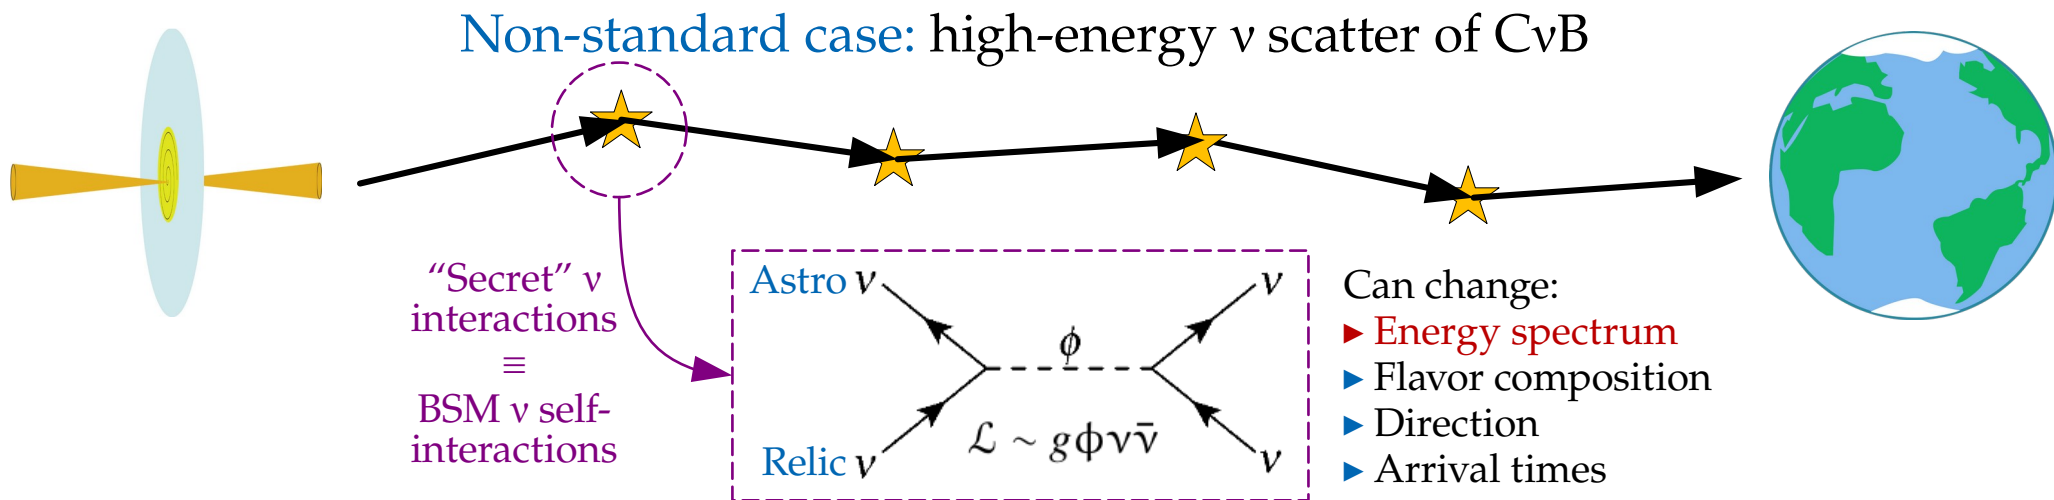 Non-standard case: high-energy ν scatter of CνB
“Secret” ν
interactions
≡
BSM ν self-
interactions
Astro ν
ν
ϕ
ℒ ~ gϕνν̄
Relic ν
ν
Can change:
► Energy spectrum
► Flavor composition
► Direction
► Arrival times